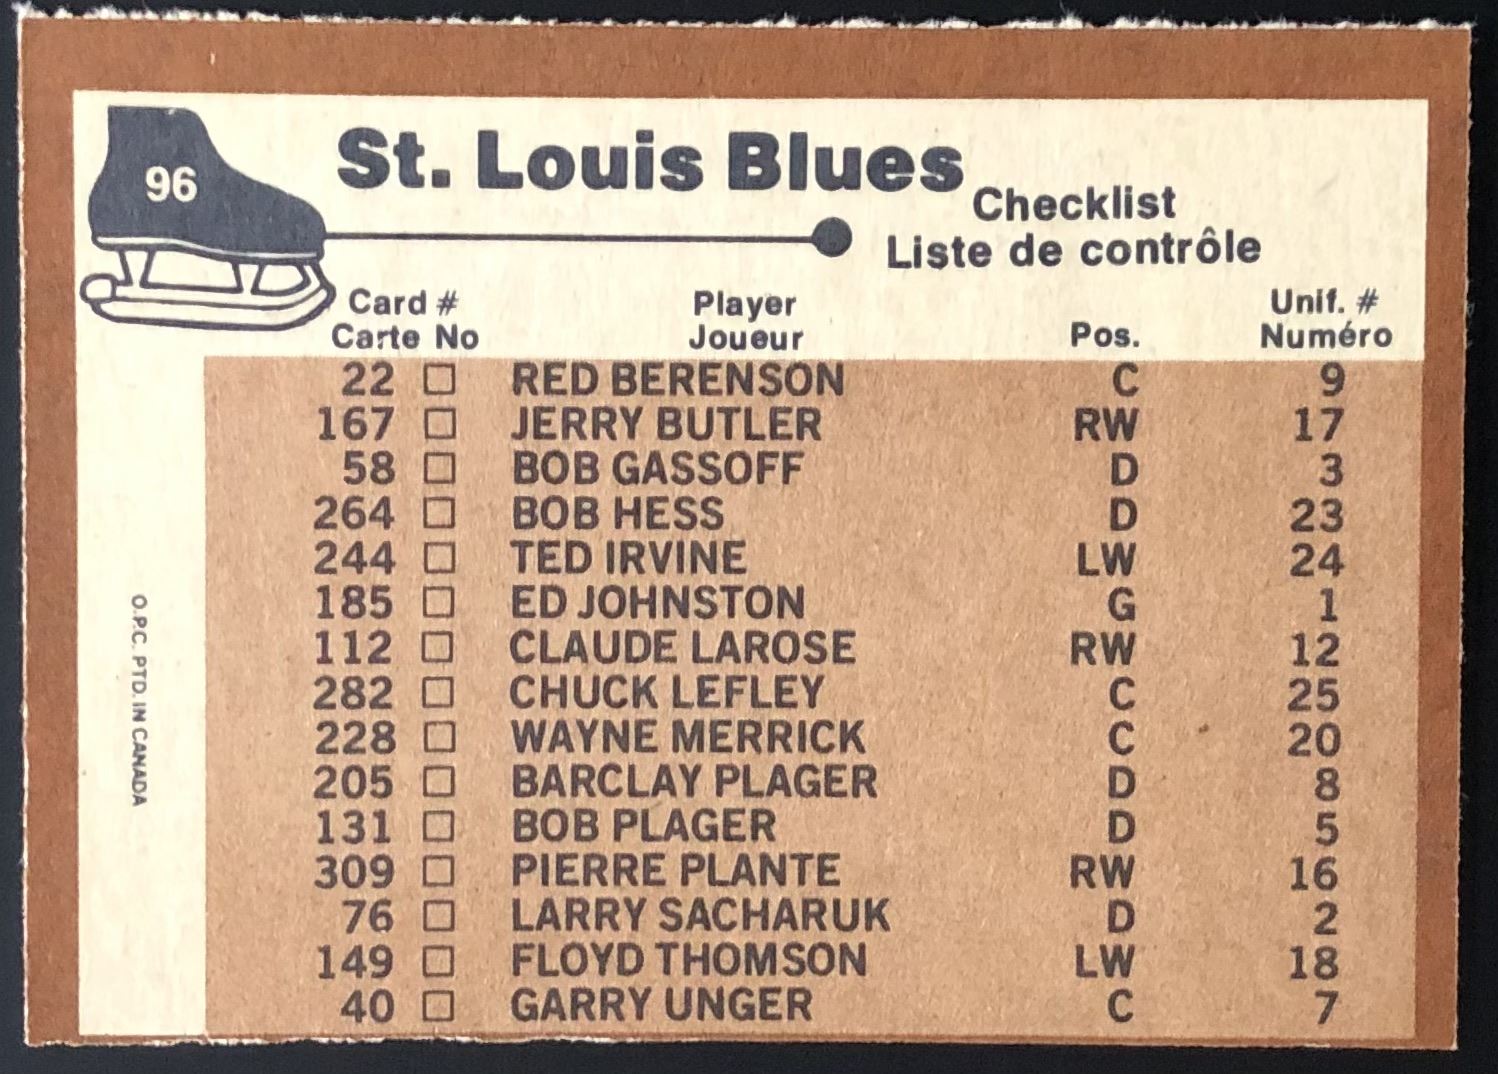 96
St. Louis Blues
Checklist
Liste de contrôle
Card # Player Unif. #
Carte No Joueur Pos. Numéro
22 □ RED BERENSON C 9
167 □ JERRY BUTLER RW 17
58 □ BOB GASSOFF D 3
264 □ BOB HESS D 23
244 □ TED IRVINE LW 24
185 □ ED JOHNSTON G 1
112 □ CLAUDE LAROSE RW 12
282 □ CHUCK LEFLEY C 25
228 □ WAYNE MERRICK C 20
205 □ BARCLAY PLAGER D 8
131 □ BOB PLAGER D 5
309 □ PIERRE PLANTE RW 16
76 □ LARRY SACHARUK D 2
149 □ FLOYD THOMSON LW 18
40 □ GARRY UNGER C 7
O.P.C. PTD. IN CANADA